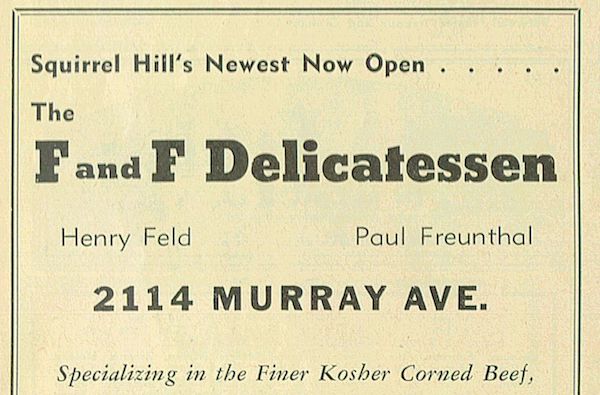 Squirrel Hill's Newest Now Open . . . . .
The
F and F Delicatessen
Henry Feld Paul Freunthal
2114 MURRAY AVE.
Specializing in the Finer Kosher Corned Beef,